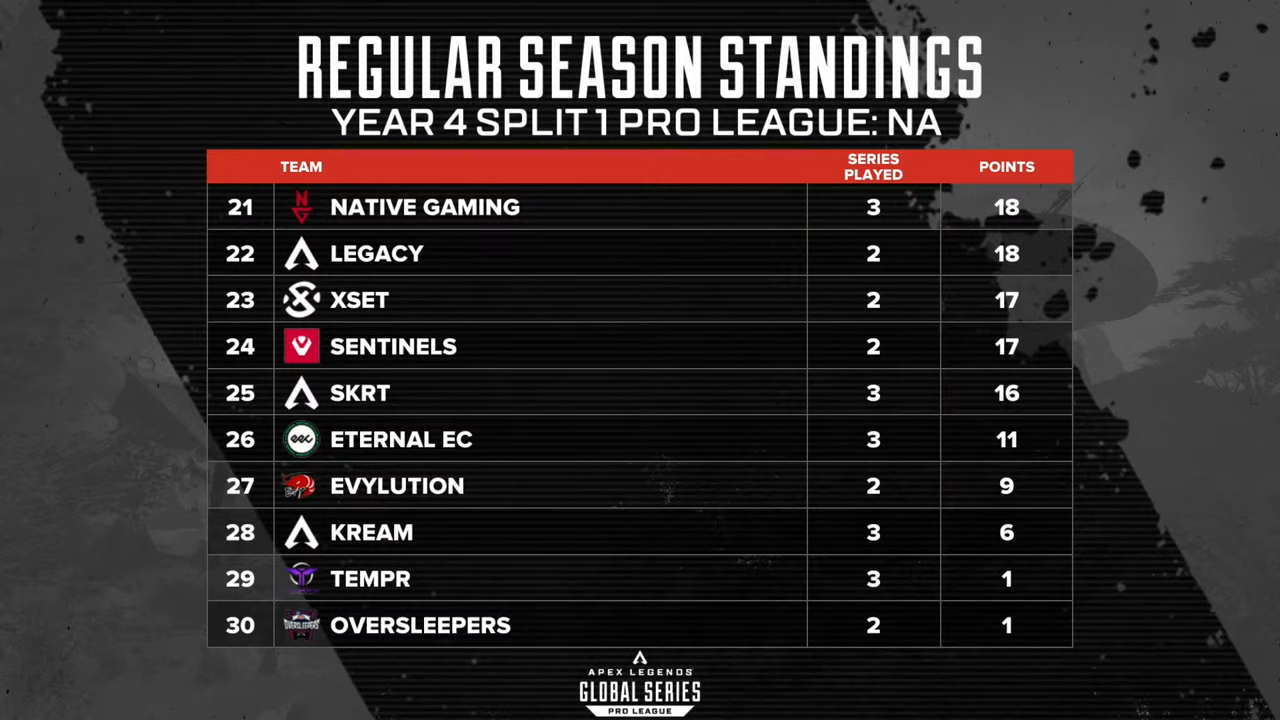 REGULAR SEASON STANDINGS
YEAR 4 SPLIT 1 PRO LEAGUE: NA
TEAM SERIES PLAYED POINTS
21 NATIVE GAMING 3 18
22 LEGACY 2 18
23 XSET 2 17
24 SENTINELS 2 17
25 SKRT 3 16
26 eec ETERNAL EC 3 11
27 EVYLUTION 2 9
28 KREAM 3 6
29 TEMPR 3 1
30 OVERSLEEPERS OVERSLEEPERS 2 1
APEX LEGENDS
GLOBAL SERIES
PRO LEAGUE